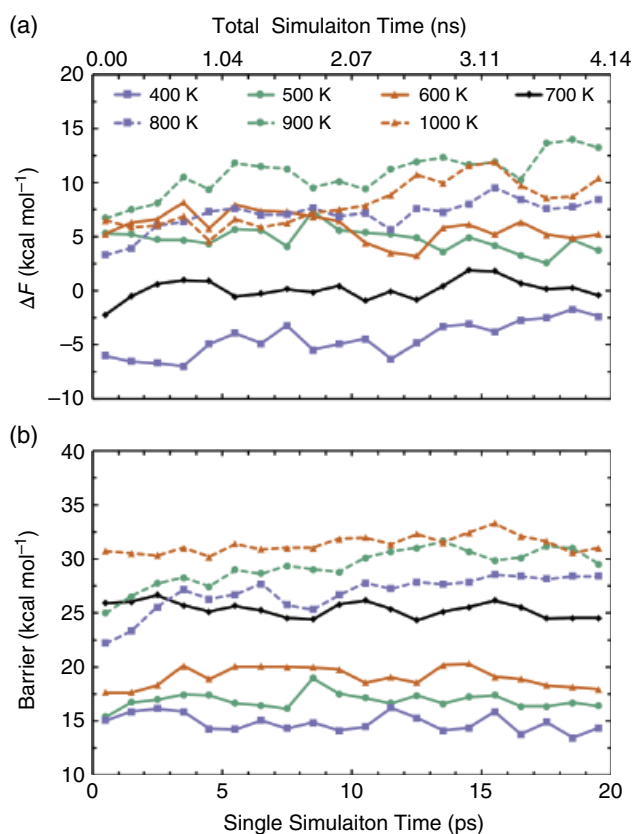 (a)
Total Simulaiton Time (ns)
0.00 1.04 2.07 3.11 4.14
20
15
10
5
0
−5
−10
ΔF (kcal mol⁻¹)
400 K 500 K 600 K 700 K
800 K 900 K 1000 K
(b)
40
35
30
25
20
15
10
Barrier (kcal mol⁻¹)
0 5 10 15 20
Single Simulaiton Time (ps)